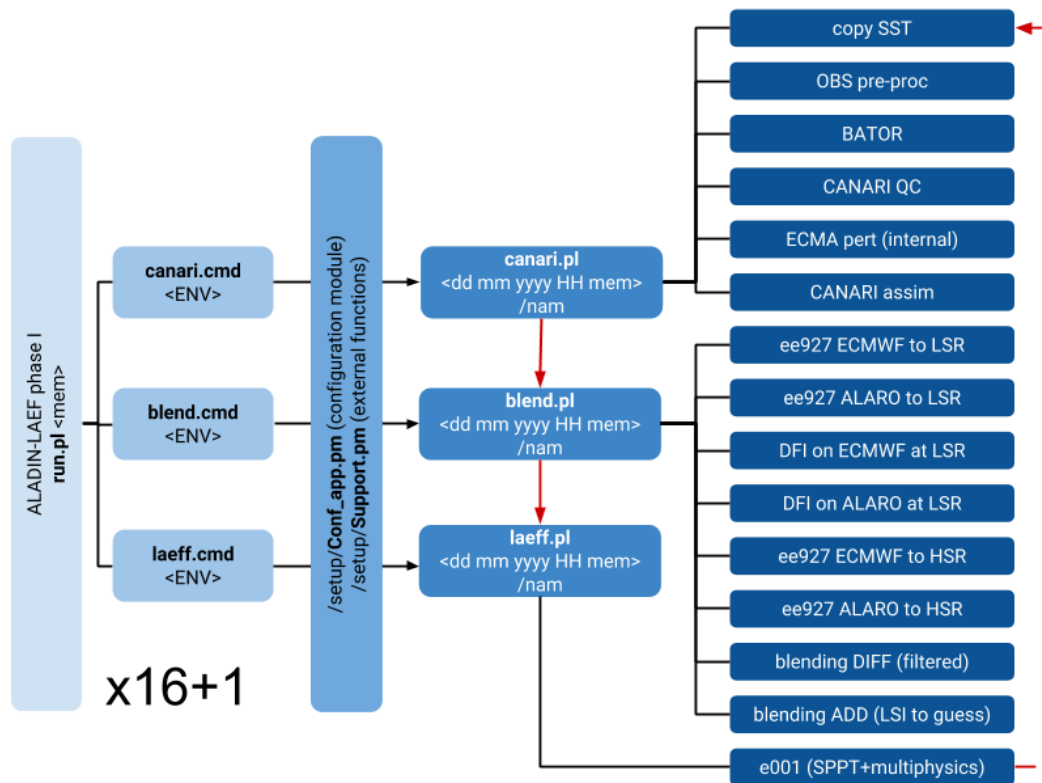 ALADIN-LAEF phase I
run.pl <mem>
canari.cmd
<ENV>
blend.cmd
<ENV>
laeff.cmd
<ENV>
x16+1
/setup/Conf_app.pm (configuration module)
/setup/Support.pm (external functions)
canari.pl
<dd mm yyyy HH mem>
/nam
blend.pl
<dd mm yyyy HH mem>
/nam
laeff.pl
<dd mm yyyy HH mem>
/nam
copy SST
OBS pre-proc
BATOR
CANARI QC
ECMA pert (internal)
CANARI assim
ee927 ECMWF to LSR
ee927 ALARO to LSR
DFI on ECMWF at LSR
DFI on ALARO at LSR
ee927 ECMWF to HSR
ee927 ALARO to HSR
blending DIFF (filtered)
blending ADD (LSI to guess)
e001 (SPPT+multiphysics)